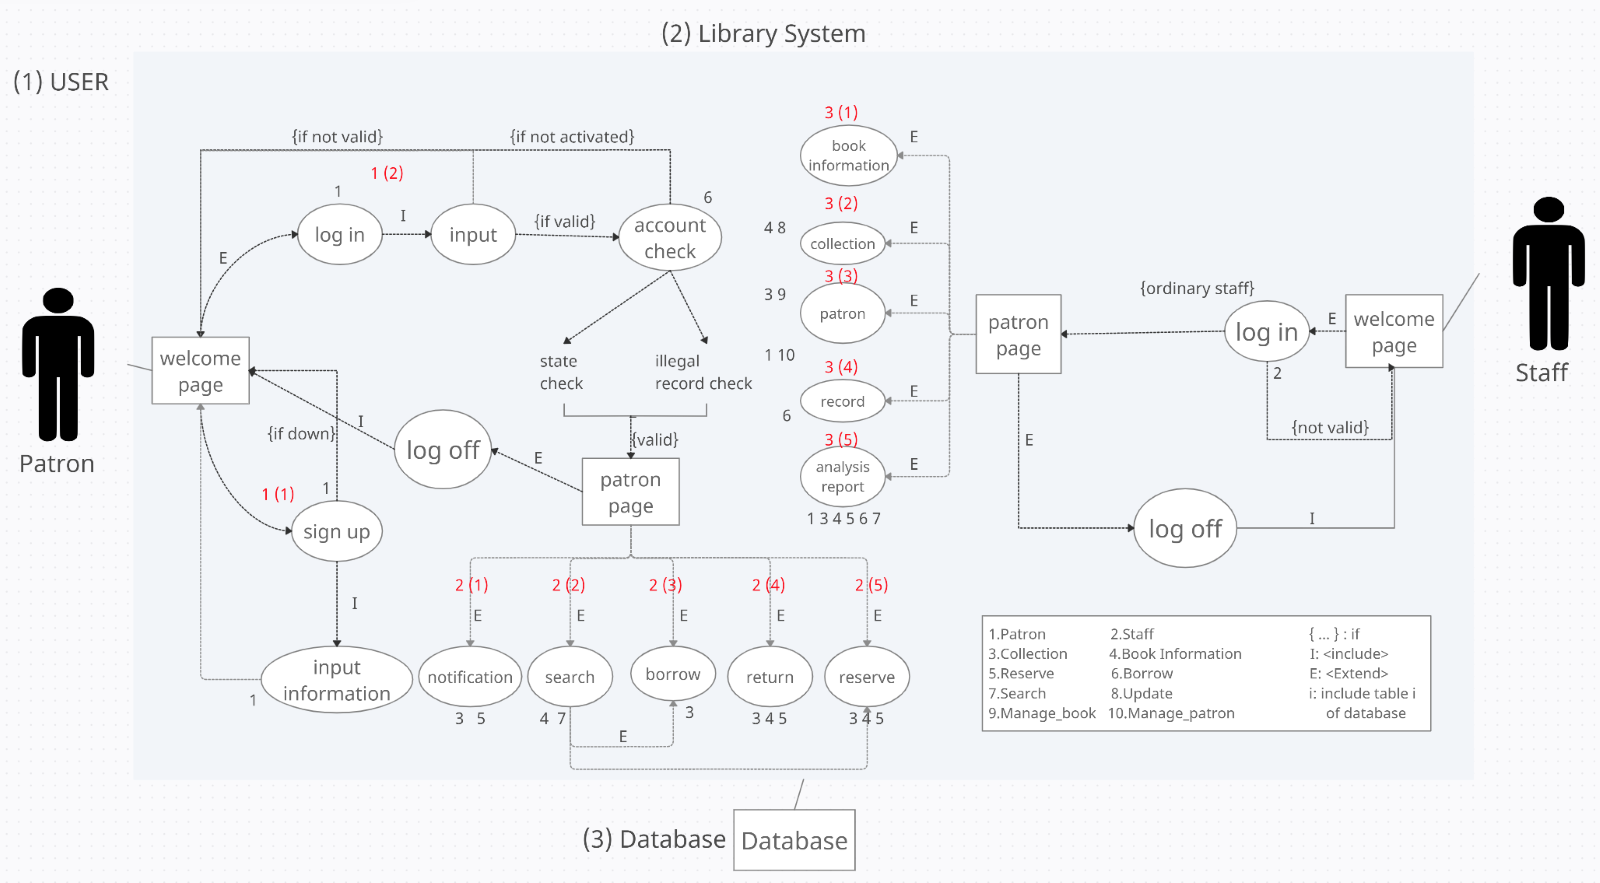 (2) Library System
(1) USER
{if not valid}
{if not activated}
1 (2)
1
I
{if valid}
6
log in
input
account
check
E
state
check
illegal
record check
welcome
page
Patron
I
{if down}
log off
E
{valid}
patron
page
1 (1)
1
sign up
I
input
information
1
2 (1)
2 (2)
2 (3)
2 (4)
2 (5)
E
E
E
E
E
notification
search
borrow
return
reserve
3 5
4 7
3
3 4 5
3 4 5
E
3 (1)
book
information
E
3 (2)
4 8
collection
E
3 (3)
3 9
patron
E
1 10
3 (4)
record
E
6
3 (5)
analysis
report
E
1 3 4 5 6 7
patron
page
{ordinary staff}
log in
E
welcome
page
2
{not valid}
Staff
E
log off
I
1.Patron 2.Staff { ... } : if
3.Collection 4.Book Information I: <include>
5.Reserve 6.Borrow E: <Extend>
7.Search 8.Update i: include table i
9.Manage_book 10.Manage_patron of database
(3) Database
Database